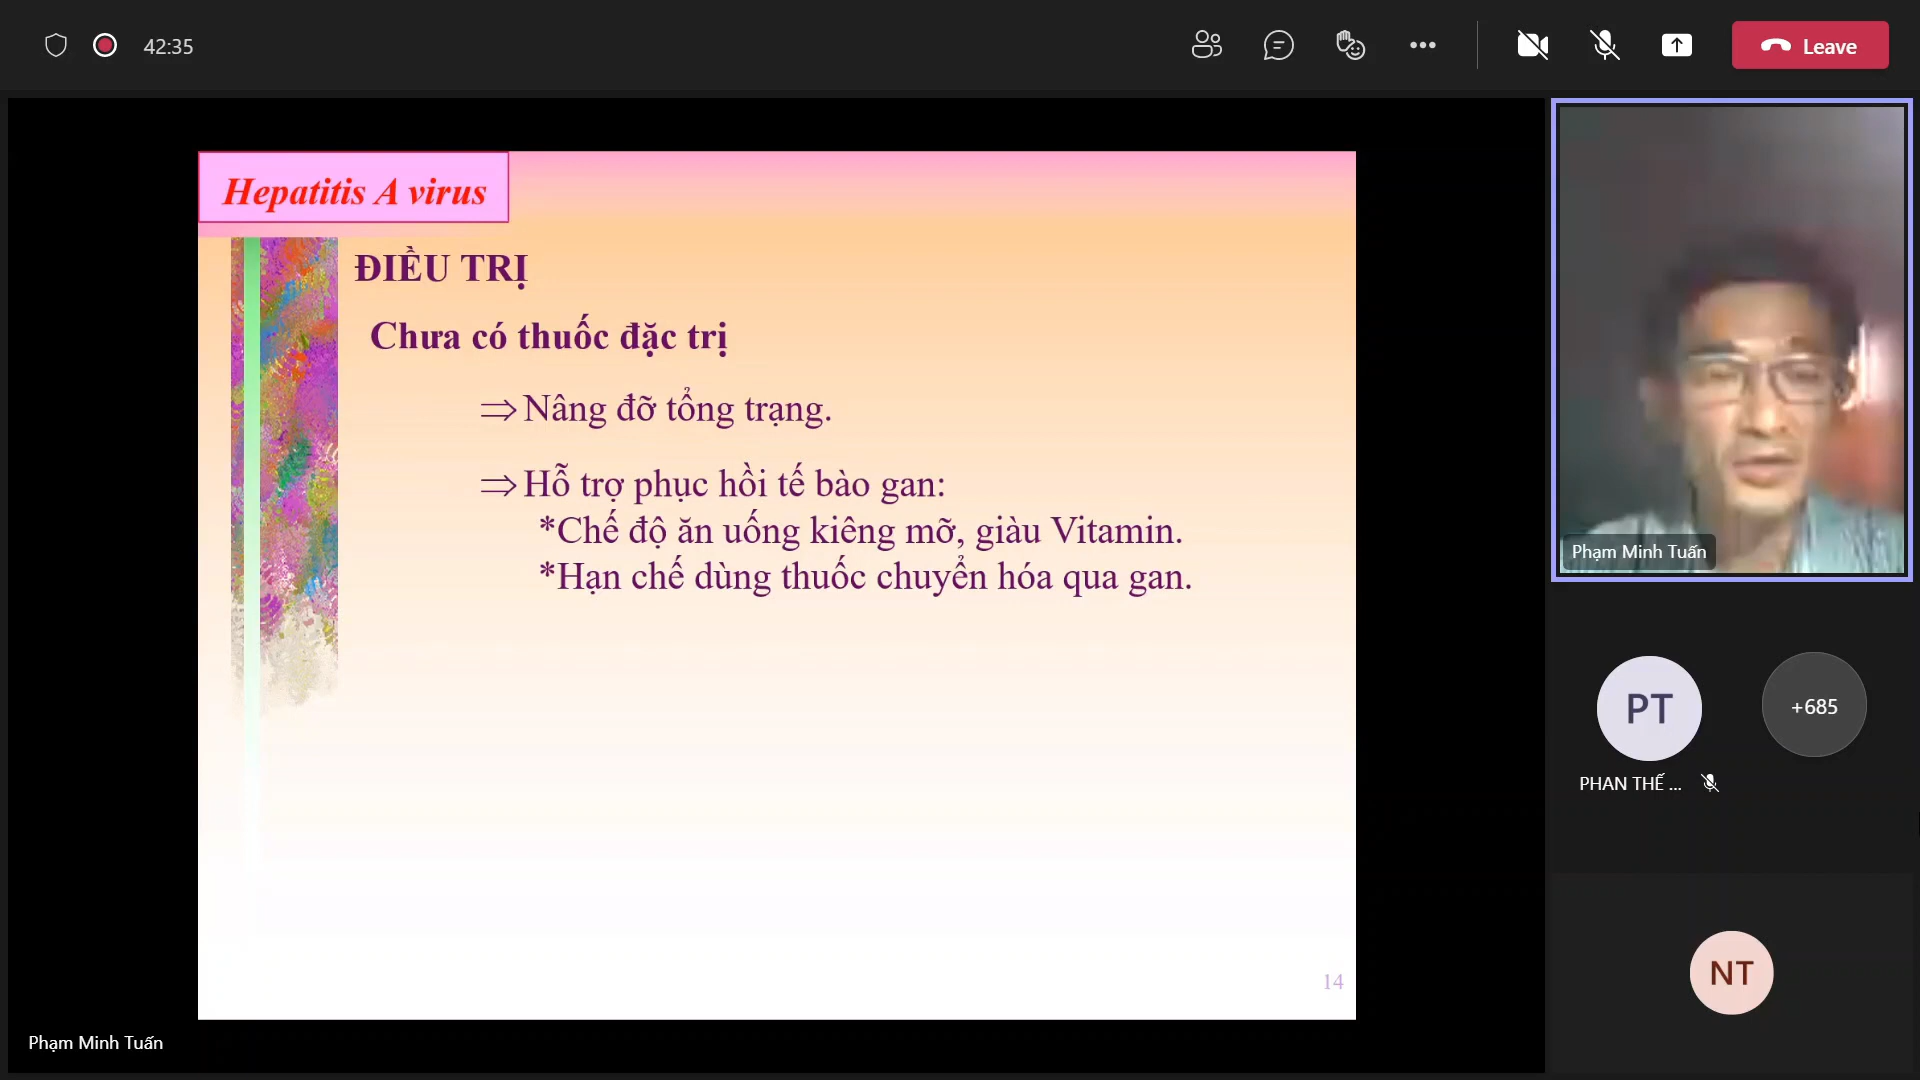 42:35
Leave
Hepatitis A virus
ĐIỀU TRỊ
Chưa có thuốc đặc trị
⇒ Nâng đỡ tổng trạng.
⇒ Hỗ trợ phục hồi tế bào gan:
*Chế độ ăn uống kiêng mỡ, giàu Vitamin.
*Hạn chế dùng thuốc chuyển hóa qua gan.
14
Phạm Minh Tuấn
Phạm Minh Tuấn
PT
+685
PHAN THẾ ...
NT